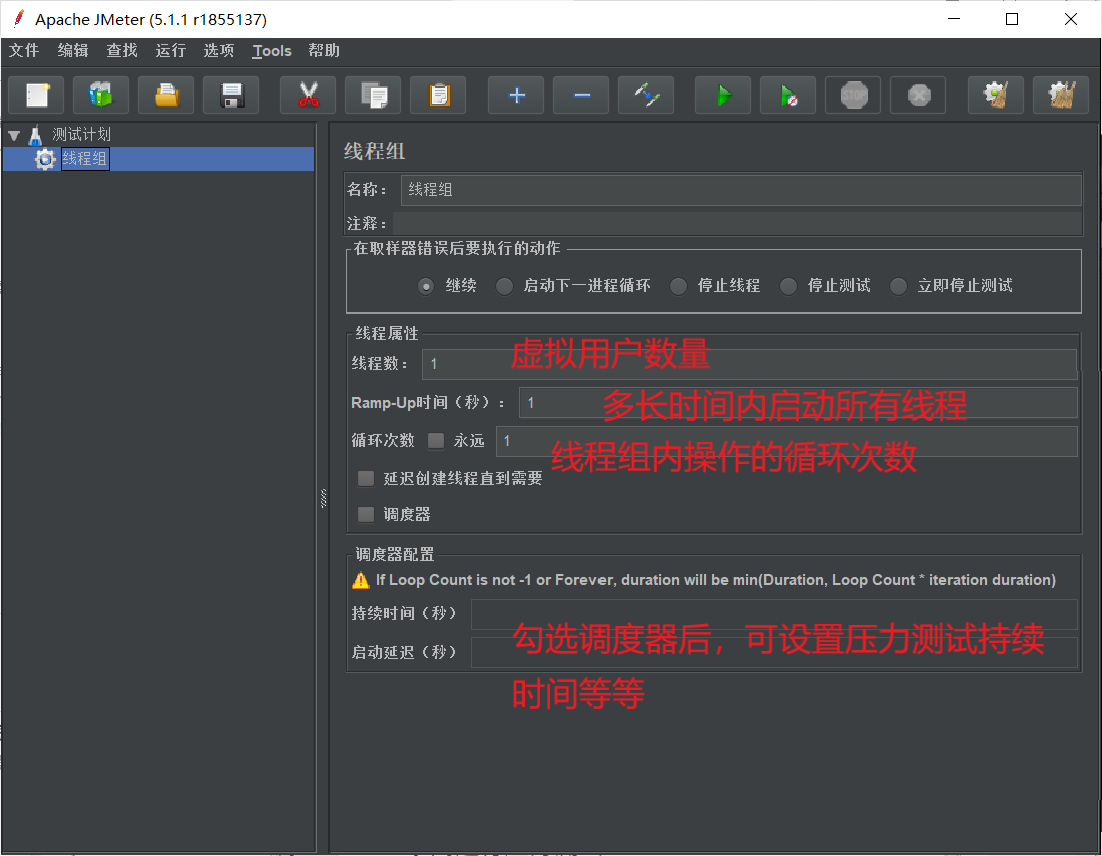 Apache JMeter (5.1.1 r1855137)
文件 编辑 查找 运行 选项 Tools 帮助
STOP
测试计划
线程组
线程组
名称： 线程组
注释：
在取样器错误后要执行的动作
继续 启动下一进程循环 停止线程 停止测试 立即停止测试
线程属性
线程数： 1 虚拟用户数量
Ramp-Up时间（秒）： 1 多长时间内启动所有线程
循环次数 永远 1 线程组内操作的循环次数
延迟创建线程直到需要
调度器
调度器配置
If Loop Count is not -1 or Forever, duration will be min(Duration, Loop Count * iteration duration)
持续时间（秒）
启动延迟（秒）
勾选调度器后，可设置压力测试持续
时间等等